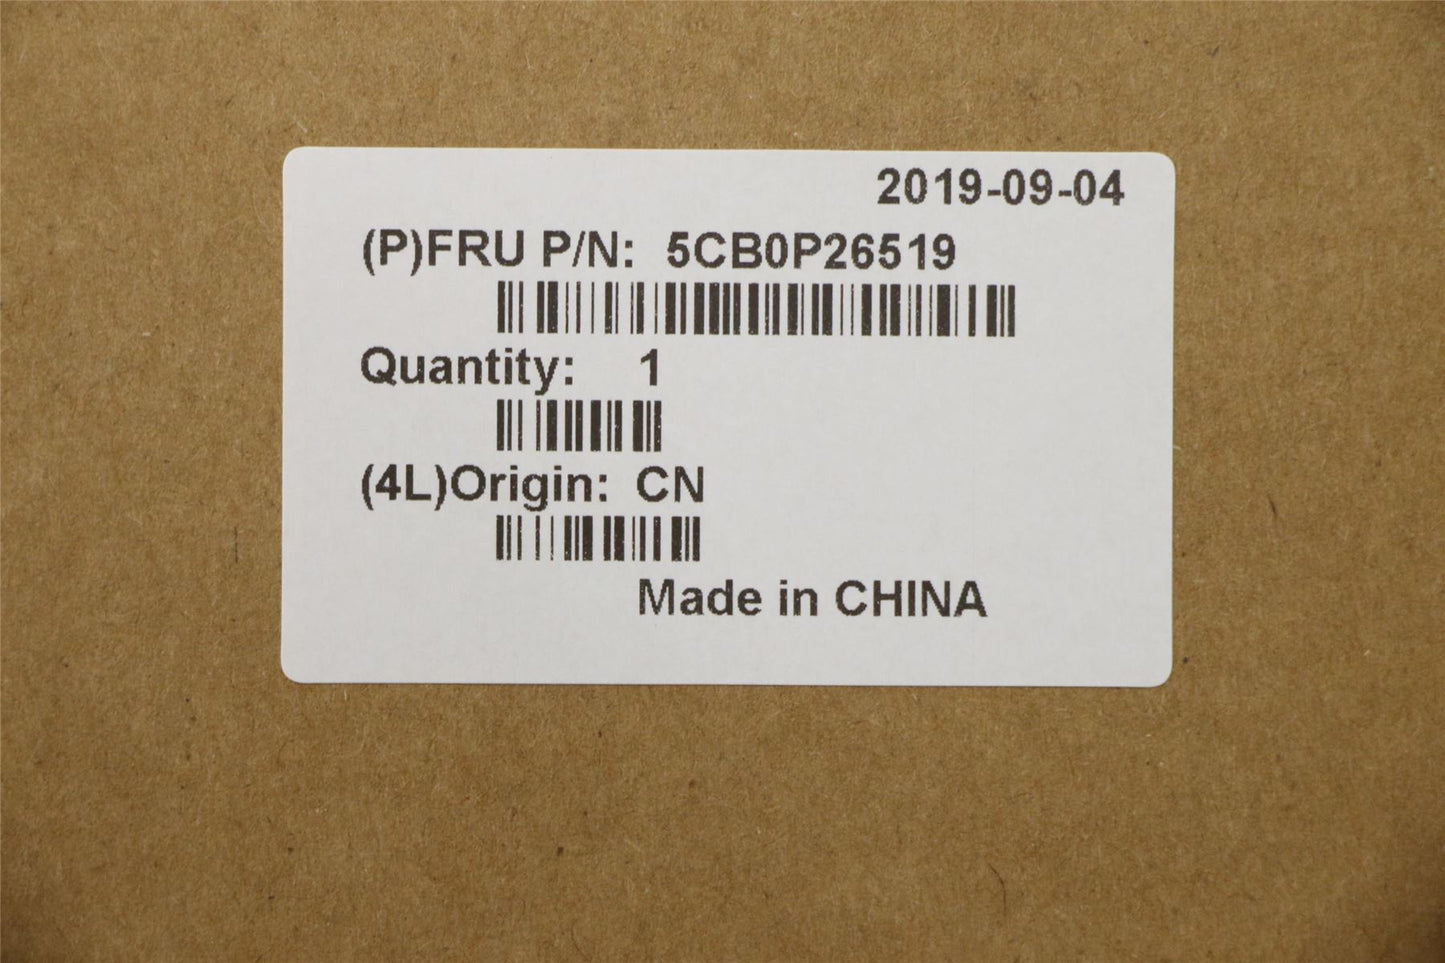 2019-09-04
(P)FRU P/N: 5CB0P26519
Quantity: 1
(4L)Origin: CN
Made in CHINA